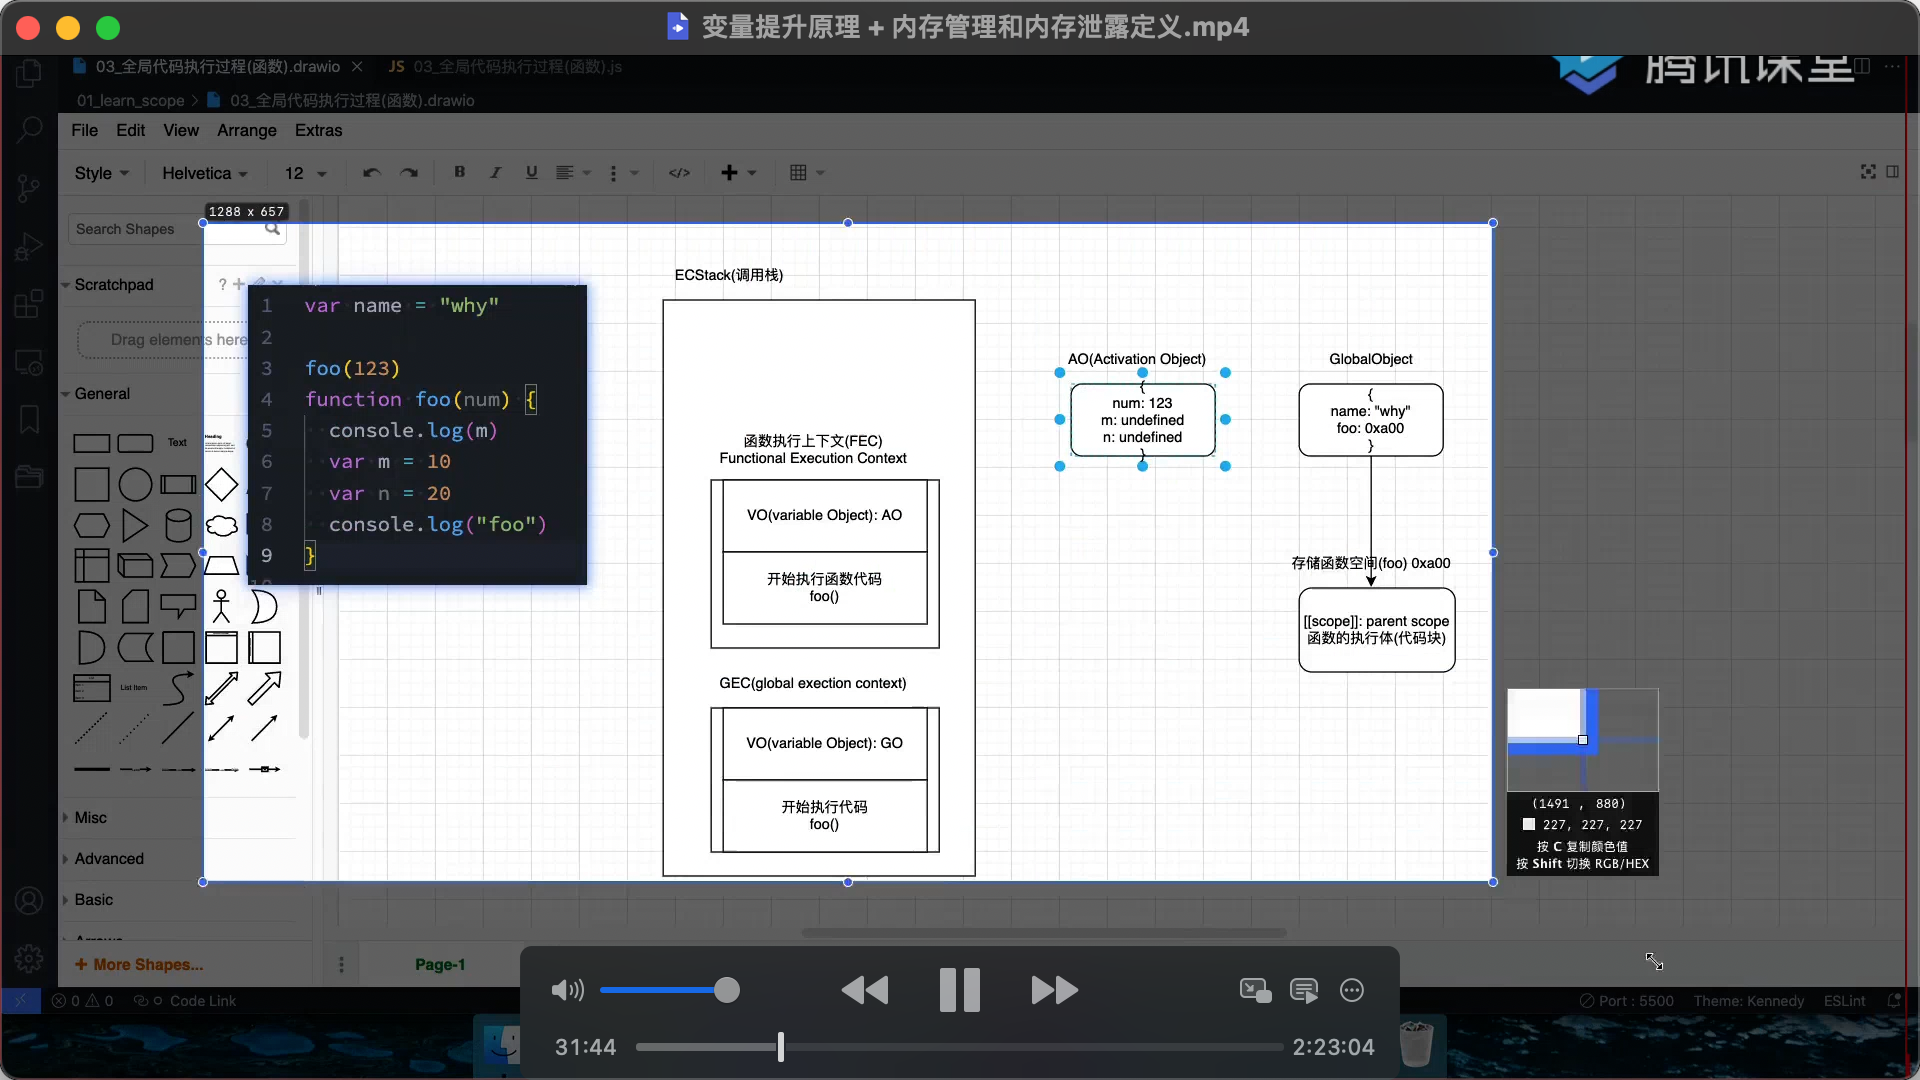 变量提升原理 + 内存管理和内存泄露定义.mp4
03_全局代码执行过程(函数).drawio
JS 03_全局代码执行过程(函数).js
腾讯课堂
01_learn_scope > 03_全局代码执行过程(函数).drawio
File Edit View Arrange Extras
Style Helvetica 12 B I U </>
1288 x 657
Search Shapes
Scratchpad
? +
Drag elements here
General
Text
Heading
List Item
Misc
Advanced
Basic
+ More Shapes...
1 var name = "why"
2
3 foo(123)
4 function foo(num) {
5 console.log(m)
6 var m = 10
7 var n = 20
8 console.log("foo")
9 }
10
ECStack(调用栈)
函数执行上下文(FEC)
Functional Execution Context
VO(variable Object): AO
开始执行函数代码
foo()
GEC(global exection context)
VO(variable Object): GO
开始执行代码
foo()
AO(Activation Object)
{
num: 123
m: undefined
n: undefined
}
GlobalObject
{
name: "why"
foo: 0xa00
}
存储函数空间(foo) 0xa00
[[scope]]: parent scope
函数的执行体(代码块)
(1491 , 880)
227, 227, 227
按 C 复制颜色值
按 Shift 切换 RGB/HEX
Page-1
0 0 Code Link
Port : 5500 Theme: Kennedy ESLint
31:44
2:23:04